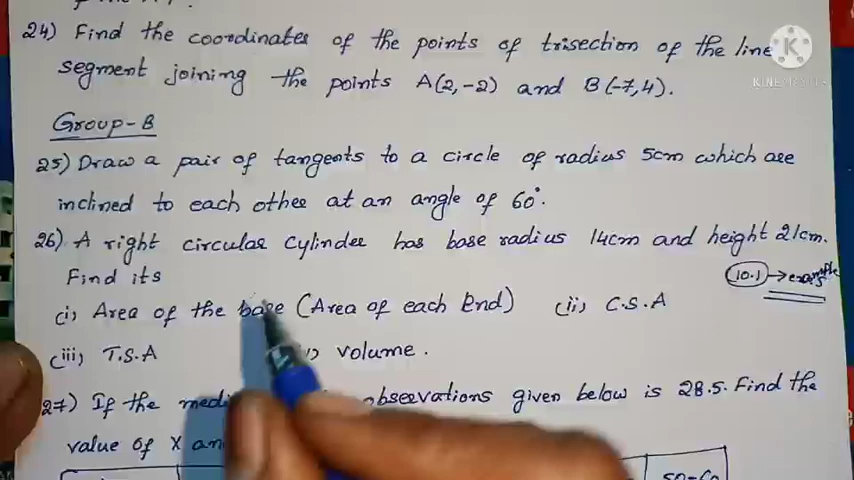 24) Find the coordinates of the points of trisection of the line
segment joining the points A(2,-2) and B(-7,4).
KINEMASTER
Group-B
25) Draw a pair of tangents to a circle of radius 5cm which are
inclined to each other at an angle of 60°.
26) A right circular cylinder has base radius 14cm and height 21cm.
Find its
10.1 → example
(i) Area of the base (Area of each End) (ii) C.S.A
(iii) T.S.A volume.
27) If the observations given below is 28.5. Find the
value of X
50-60